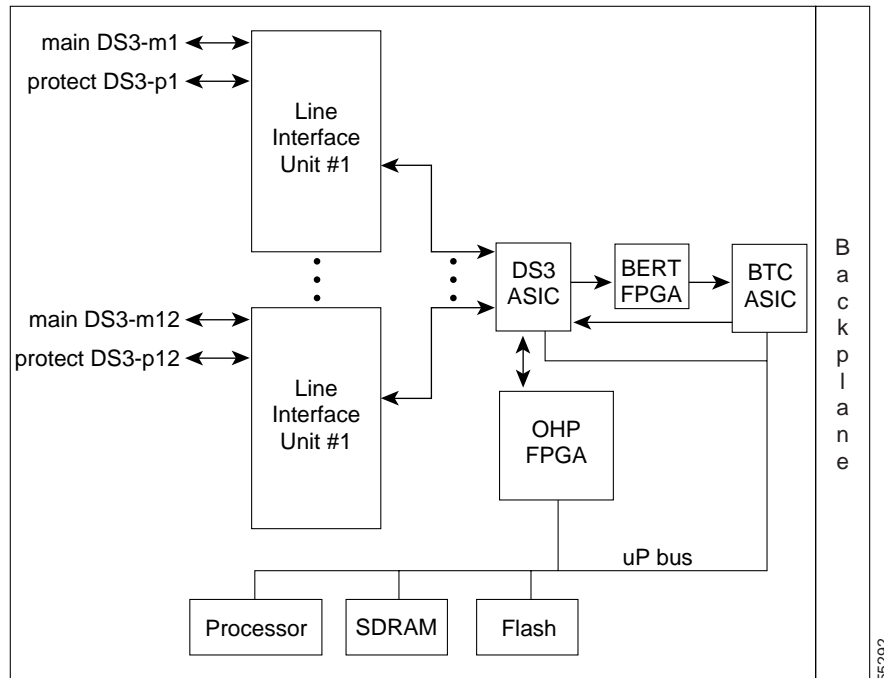 main DS3-m1
protect DS3-p1
Line
Interface
Unit #1
main DS3-m12
protect DS3-p12
Line
Interface
Unit #1
DS3
ASIC
BERT
FPGA
BTC
ASIC
OHP
FPGA
uP bus
Processor
SDRAM
Flash
Backplane